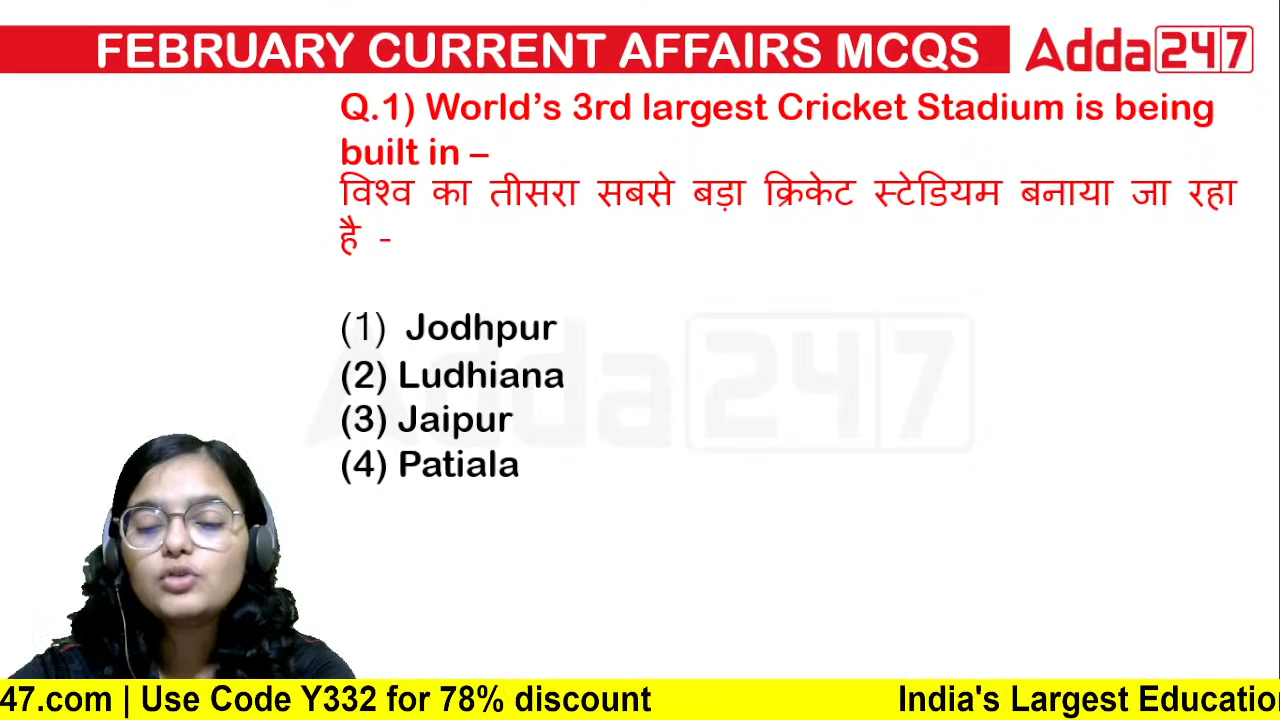 FEBRUARY CURRENT AFFAIRS MCQS
Adda247
Q.1) World’s 3rd largest Cricket Stadium is being
built in –
विश्व का तीसरा सबसे बड़ा क्रिकेट स्टेडियम बनाया जा रहा
है -
(1) Jodhpur
(2) Ludhiana
(3) Jaipur
(4) Patiala
Adda247
47.com | Use Code Y332 for 78% discount India's Largest Educatio